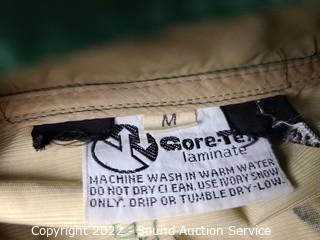 M
GORE-TEX
laminate
MACHINE WASH IN WARM WATER
DO NOT DRY CLEAN. USE IVORY SNOW
ONLY". DRIP OR TUMBLE DRY-LOW.
Copyright 2022 - Sound Auction Service